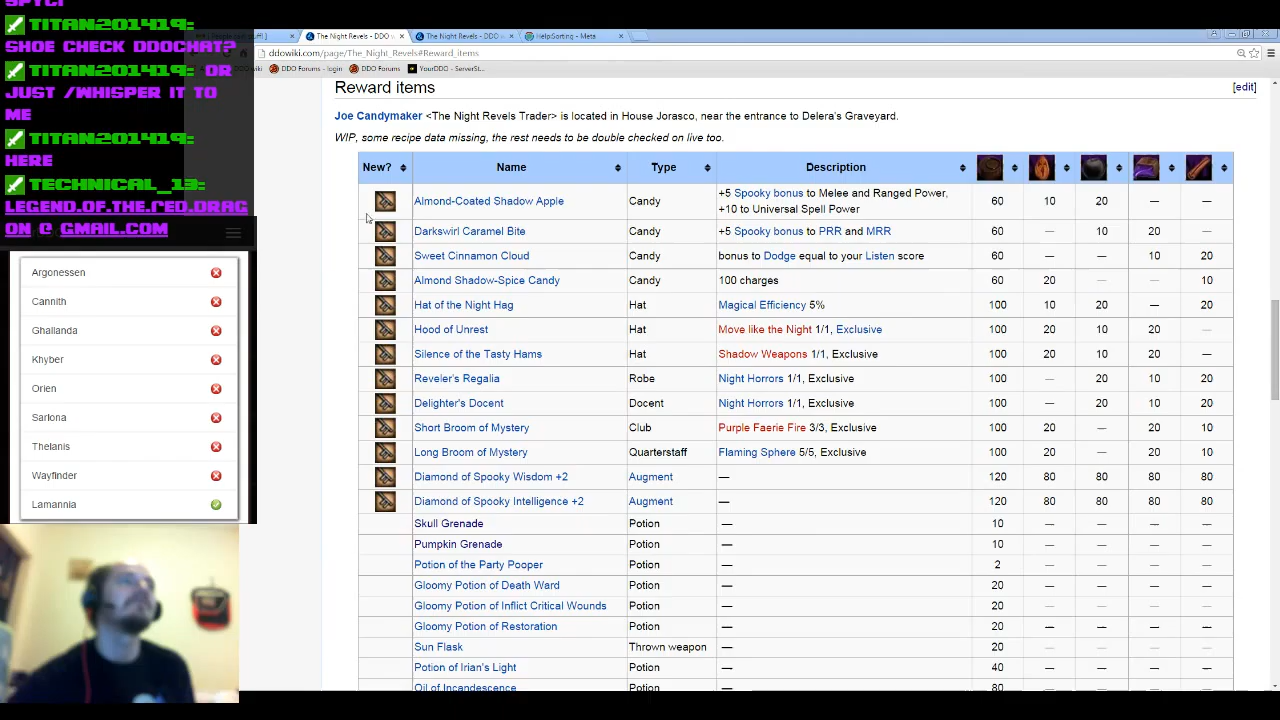 SPYCI
TITAN201419:
SHOE CHECK DDOCHAT?
TITAN201419: OR
JUST /WHISPER IT TO
ME
TITAN201419:
HERE
TECHNICAL_13:
LEGEND.OF.THE.RED.DRAG
ON @ GMAIL.COM
Argonessen
Cannith
Ghallanda
Khyber
Orien
Sarlona
Thelanis
Wayfinder
Lamannia
The Night Revels - DDO w
The Night Revels - DDO w
HelpSorting - Meta
ddowiki.com/page/The_Night_Revels#Reward_items
DDO Forums - login
DDO Forums
YourDDO - ServerSt...
Reward items [edit]
Joe Candymaker <The Night Revels Trader> is located in House Jorasco, near the entrance to Delera's Graveyard.
WIP, some recipe data missing, the rest needs to be double checked on live too.
New? Name Type Description
Almond-Coated Shadow Apple Candy +5 Spooky bonus to Melee and Ranged Power, +10 to Universal Spell Power 60 10 20 — —
Darkswirl Caramel Bite Candy +5 Spooky bonus to PRR and MRR 60 — 10 20 —
Sweet Cinnamon Cloud Candy bonus to Dodge equal to your Listen score 60 — — 10 20
Almond Shadow-Spice Candy Candy 100 charges 60 20 — — 10
Hat of the Night Hag Hat Magical Efficiency 5% 100 10 20 — 20
Hood of Unrest Hat Move like the Night 1/1, Exclusive 100 20 10 20 —
Silence of the Tasty Hams Hat Shadow Weapons 1/1, Exclusive 100 20 10 20 —
Reveler's Regalia Robe Night Horrors 1/1, Exclusive 100 — 20 10 20
Delighter's Docent Docent Night Horrors 1/1, Exclusive 100 — 20 10 20
Short Broom of Mystery Club Purple Faerie Fire 3/3, Exclusive 100 20 — 20 10
Long Broom of Mystery Quarterstaff Flaming Sphere 5/5, Exclusive 100 20 — 20 10
Diamond of Spooky Wisdom +2 Augment — 120 80 80 80 80
Diamond of Spooky Intelligence +2 Augment — 120 80 80 80 80
Skull Grenade Potion — 10 — — — —
Pumpkin Grenade Potion — 10 — — — —
Potion of the Party Pooper Potion — 2 — — — —
Gloomy Potion of Death Ward Potion — 20 — — — —
Gloomy Potion of Inflict Critical Wounds Potion — 20 — — — —
Gloomy Potion of Restoration Potion — 20 — — — —
Sun Flask Thrown weapon — 20 — — — —
Potion of Irian's Light Potion — 40 — — — —
Oil of Incandescence Potion — 80 — — — —